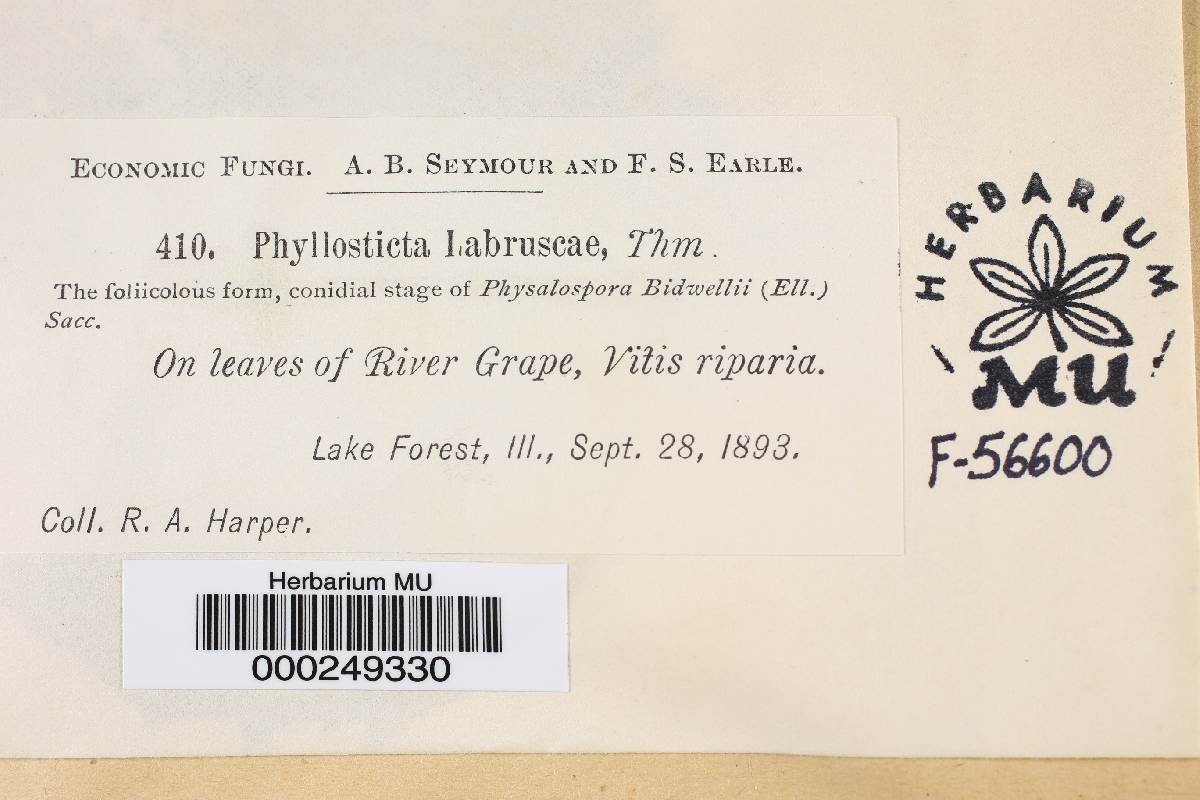 Economic Fungi. A. B. Seymour and F. S. Earle.
410. Phyllosticta Labruscae, Thm.
The foliicolous form, conidial stage of Physalospora Bidwellii (Ell.)
Sacc.
On leaves of River Grape, Vitis riparia.
Lake Forest, Ill., Sept. 28, 1893.
Coll. R. A. Harper.
HERBARIUM
MU
F-56600
Herbarium MU
000249330